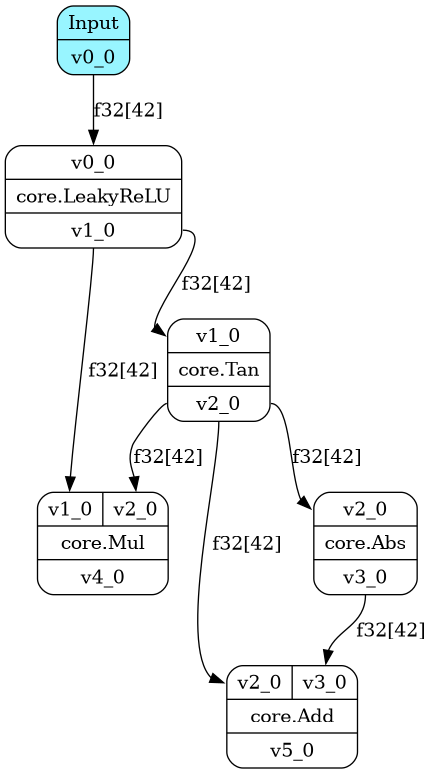 Input
v0_0
f32[42]
v0_0
core.LeakyReLU
v1_0
f32[42]
v1_0
f32[42]
core.Tan
v2_0
f32[42]
f32[42]
v1_0 v2_0
core.Mul
v4_0
f32[42]
v2_0
core.Abs
v3_0
f32[42]
v2_0 v3_0
core.Add
v5_0